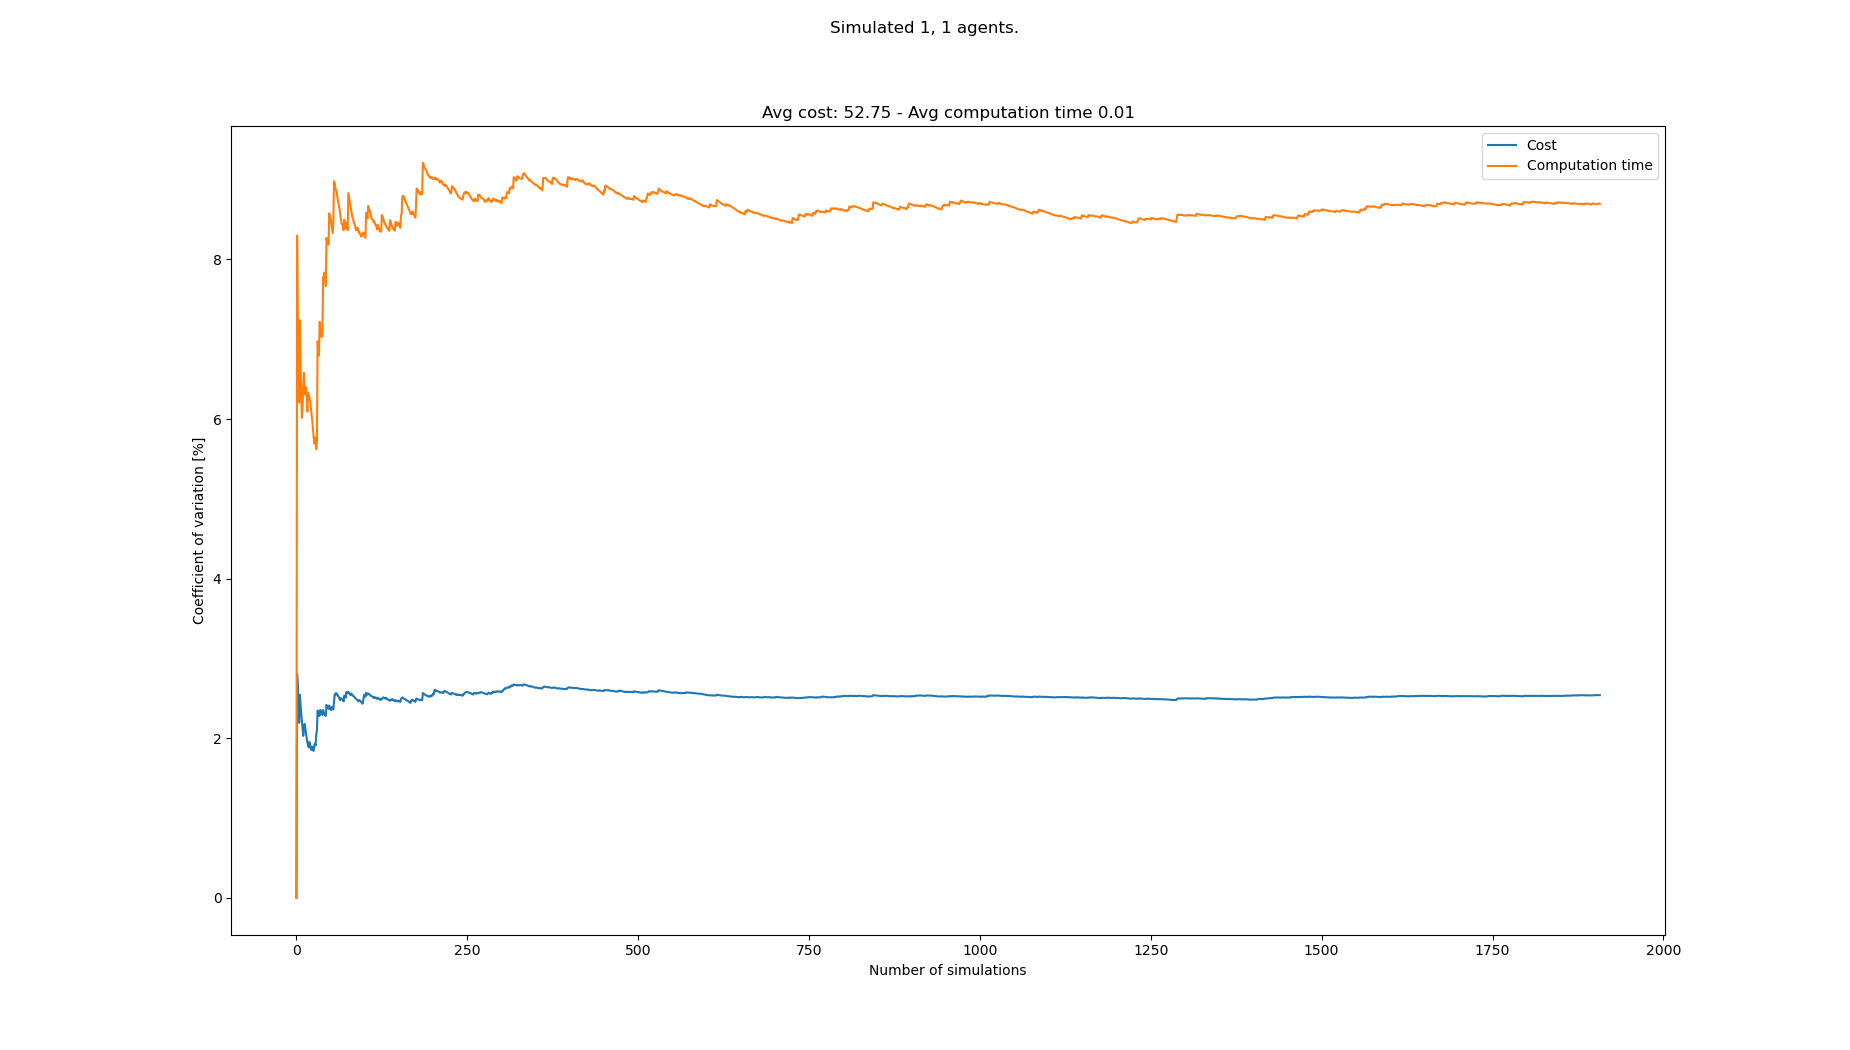 Simulated 1, 1 agents.
Avg cost: 52.75 - Avg computation time 0.01
Cost
Computation time
Coefficient of variation [%]
8
6
4
2
0
0 250 500 750 1000 1250 1500 1750 2000
Number of simulations